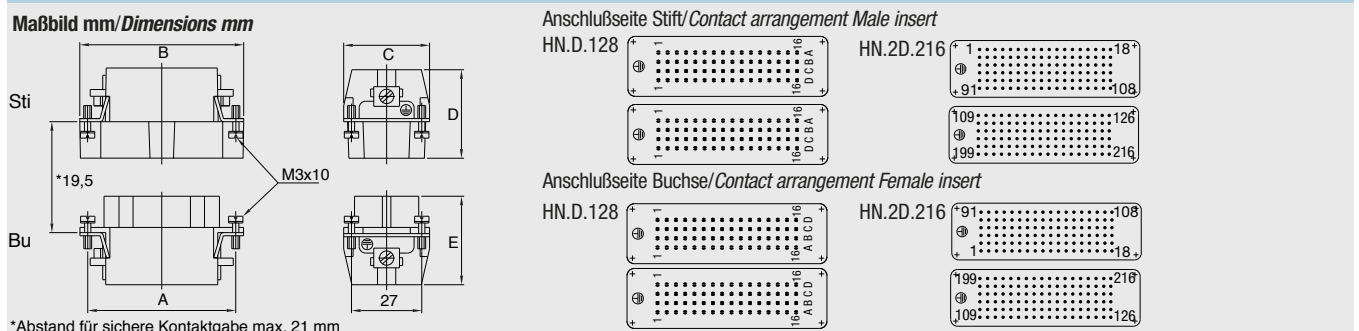 Maßbild mm/Dimensions mm
B
C
Sti
D
*19,5
M3x10
Bu
E
A
27
*Abstand für sichere Kontaktgabe max. 21 mm
Anschlußseite Stift/Contact arrangement Male insert
HN.D.128
1
16
1
16
D C B A
1
1
16
16
D C B A
HN.2D.216
1
18
91
108
109
126
199
216
Anschlußseite Buchse/Contact arrangement Female insert
HN.D.128
1
16
1
16
A B C D
1
16
1
16
A B C D
HN.2D.216
91
108
1
18
199
216
109
126